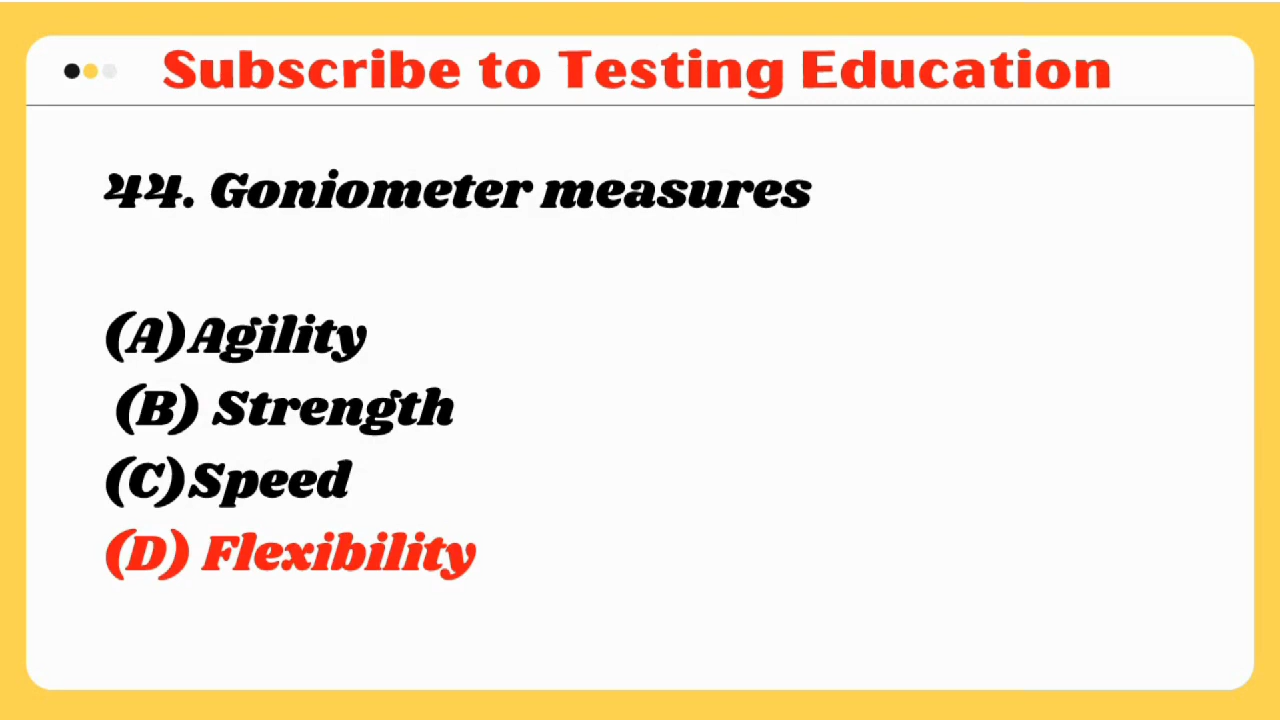 Subscribe to Testing Education
44. Goniometer measures
(A)Agility
(B) Strength
(C)Speed
(D) Flexibility